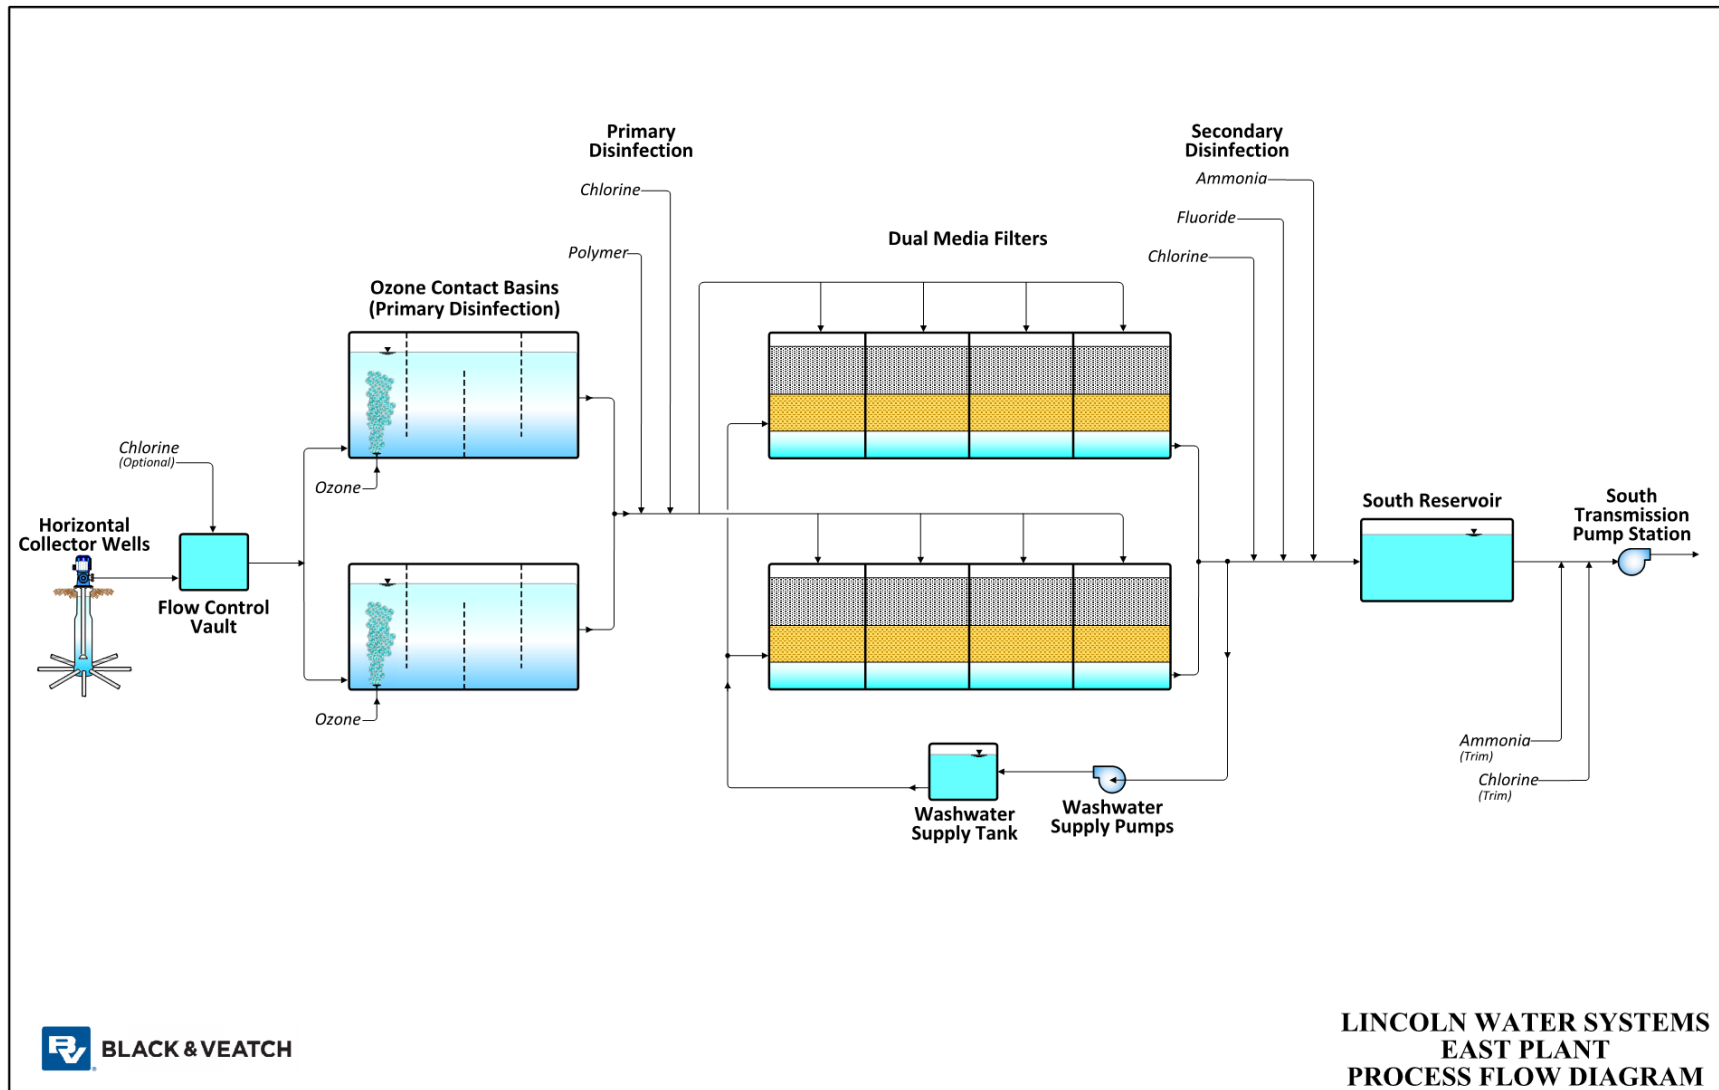 Primary
Disinfection
Chlorine
Polymer
Ozone Contact Basins
(Primary Disinfection)
Dual Media Filters
Secondary
Disinfection
Ammonia
Fluoride
Chlorine
Chlorine
(Optional)
Ozone
Horizontal
Collector Wells
Flow Control
Vault
Ozone
South Reservoir
South
Transmission
Pump Station
Ammonia
(Trim)
Chlorine
(Trim)
Washwater
Supply Tank
Washwater
Supply Pumps
BV
BLACK & VEATCH
LINCOLN WATER SYSTEMS
EAST PLANT
PROCESS FLOW DIAGRAM